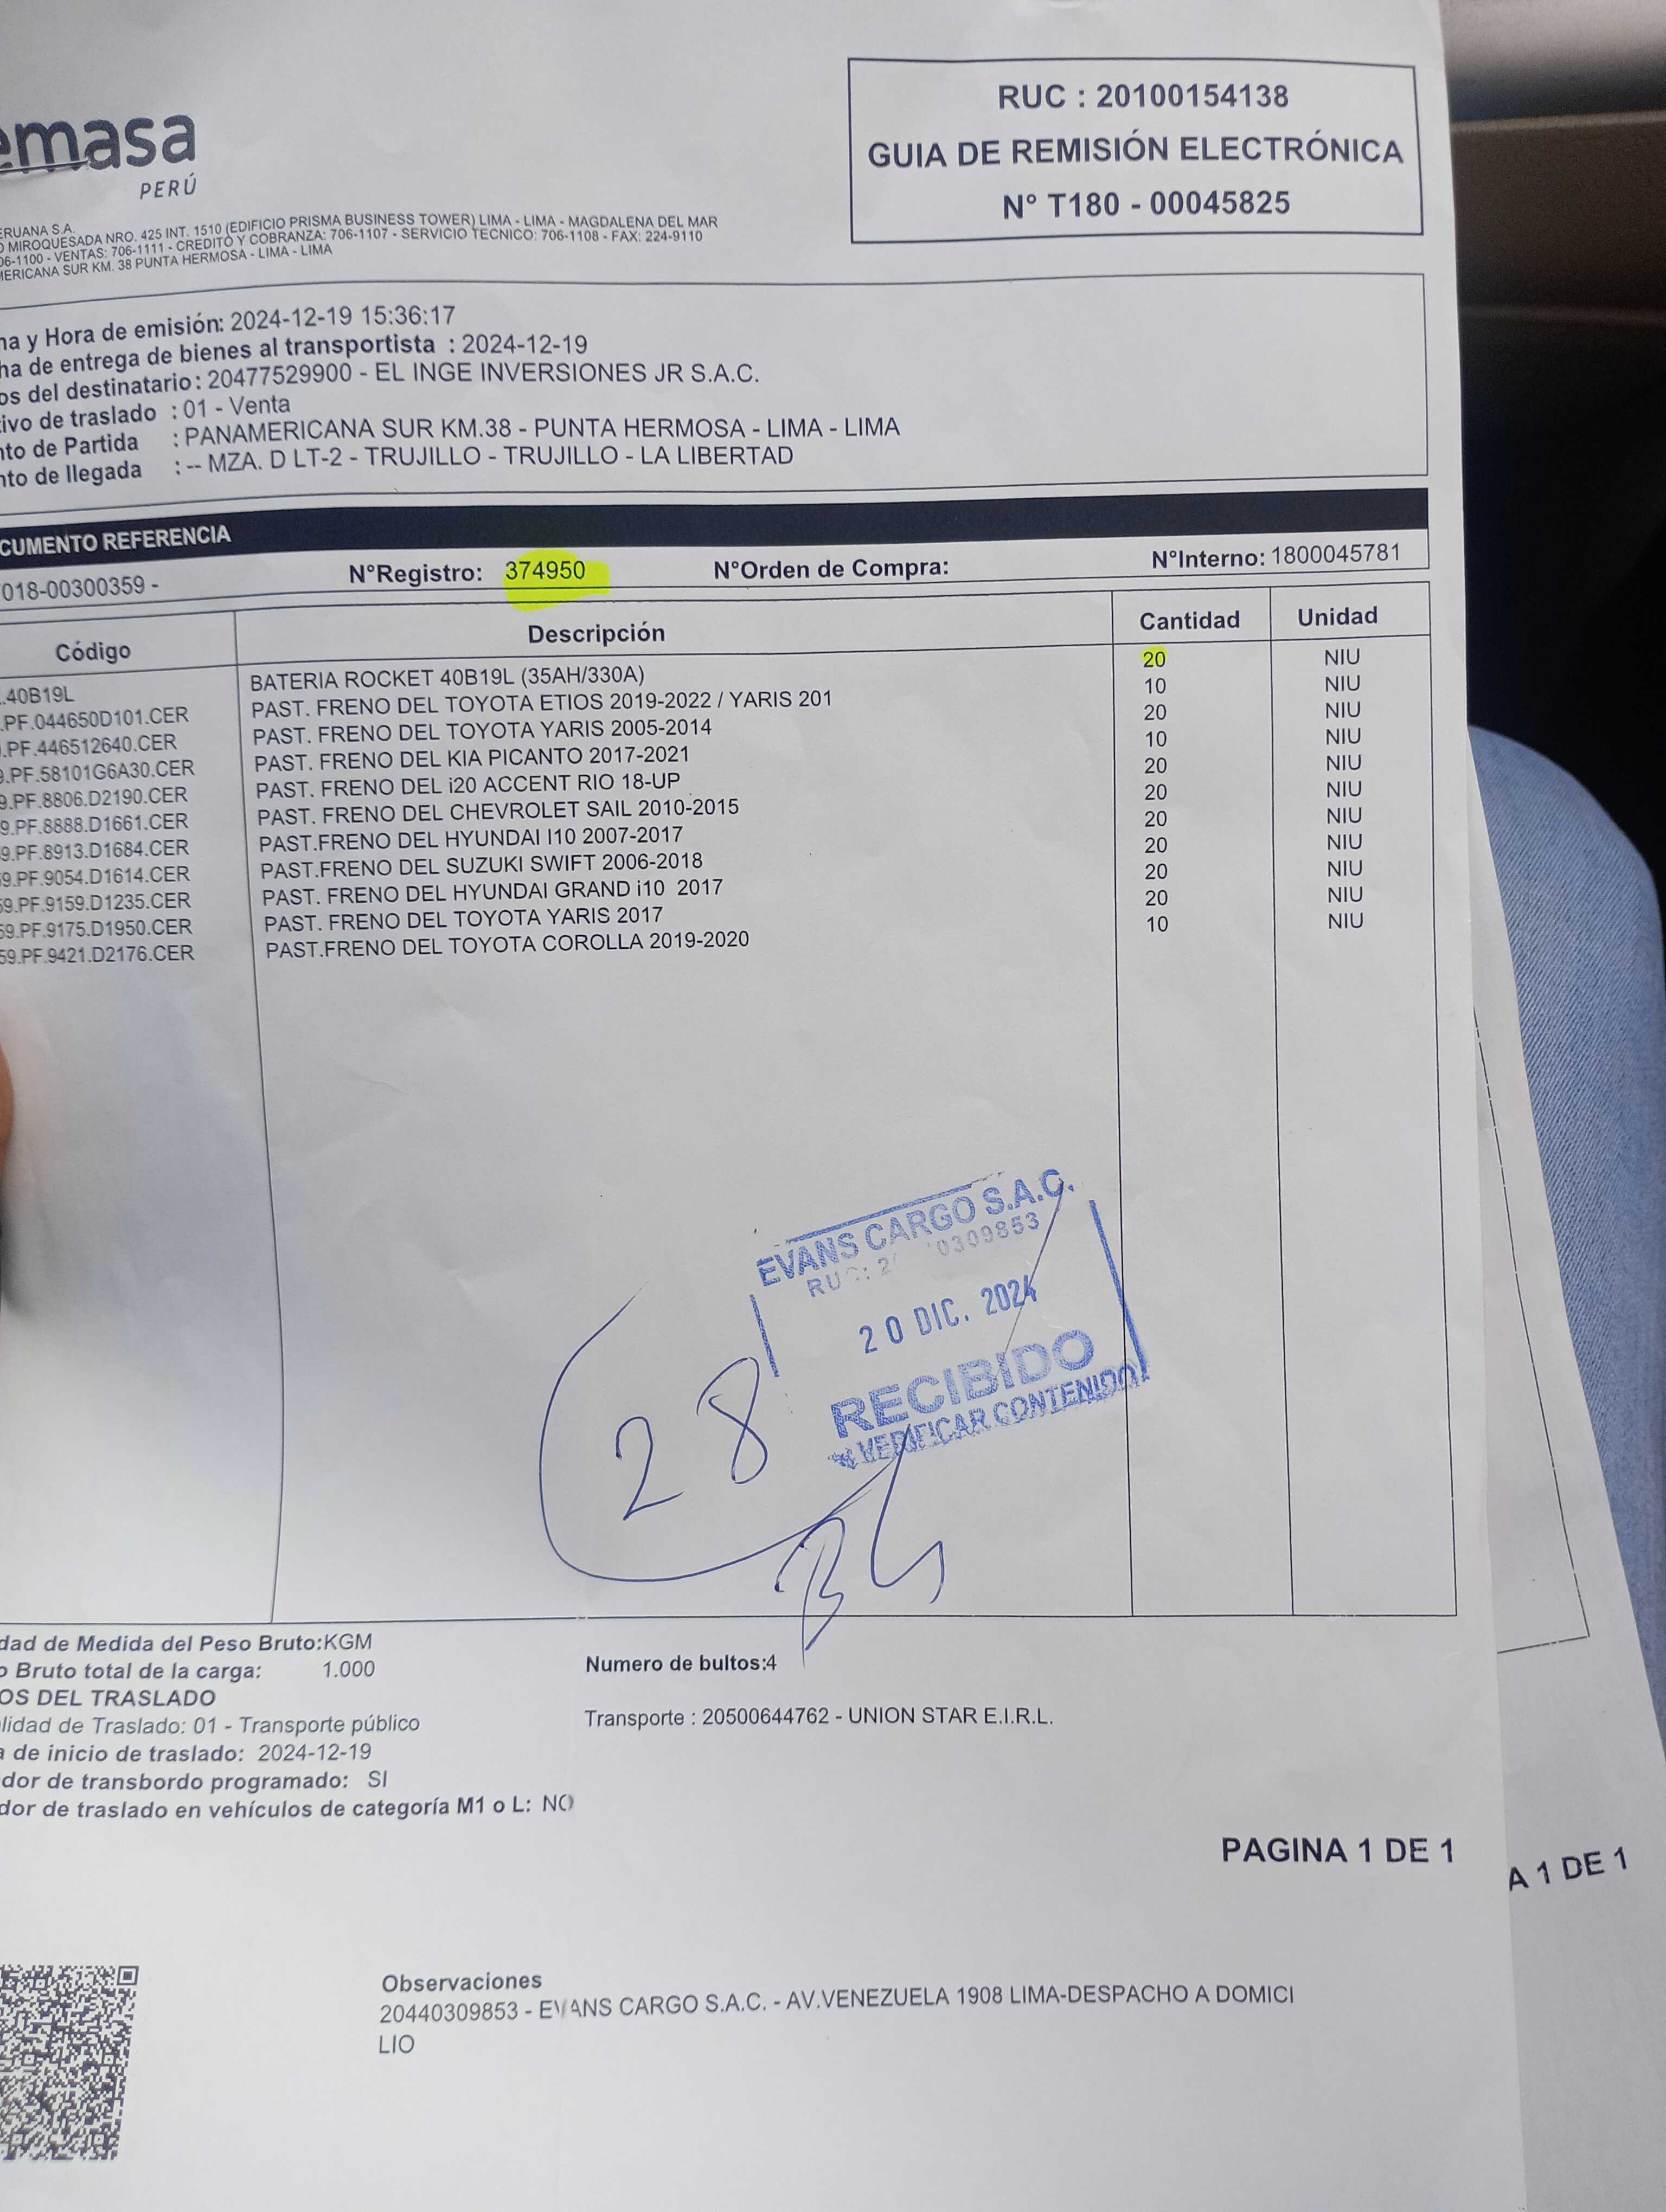 emasa
PERÚ
RUC : 20100154138
GUIA DE REMISIÓN ELECTRÓNICA
N° T180 - 00045825
ERUANA S.A.
O MIROQUESADA NRO. 425 INT. 1510 (EDIFICIO PRISMA BUSINESS TOWER) LIMA - LIMA - MAGDALENA DEL MAR
06-1100 - VENTAS: 706-1111 - CREDITO Y COBRANZA: 706-1107 - SERVICIO TECNICO: 706-1108 - FAX: 224-9110
MERICANA SUR KM. 38 PUNTA HERMOSA - LIMA - LIMA
ha y Hora de emisión: 2024-12-19 15:36:17
ha de entrega de bienes al transportista : 2024-12-19
os del destinatario: 20477529900 - EL INGE INVERSIONES JR S.A.C.
tivo de traslado : 01 - Venta
nto de Partida : PANAMERICANA SUR KM.38 - PUNTA HERMOSA - LIMA - LIMA
nto de llegada : -- MZA. D LT-2 - TRUJILLO - TRUJILLO - LA LIBERTAD
CUMENTO REFERENCIA
018-00300359 - N°Registro: 374950 N°Orden de Compra: N°Interno: 1800045781
Código Descripción Cantidad Unidad
.40B19L BATERIA ROCKET 40B19L (35AH/330A) 20 NIU
.PF.044650D101.CER PAST. FRENO DEL TOYOTA ETIOS 2019-2022 / YARIS 201 10 NIU
.PF.446512640.CER PAST. FRENO DEL TOYOTA YARIS 2005-2014 20 NIU
9.PF.58101G6A30.CER PAST. FRENO DEL KIA PICANTO 2017-2021 10 NIU
9.PF.8806.D2190.CER PAST. FRENO DEL i20 ACCENT RIO 18-UP 20 NIU
9.PF.8888.D1661.CER PAST. FRENO DEL CHEVROLET SAIL 2010-2015 20 NIU
9.PF.8913.D1684.CER PAST.FRENO DEL HYUNDAI I10 2007-2017 20 NIU
59.PF.9054.D1614.CER PAST.FRENO DEL SUZUKI SWIFT 2006-2018 20 NIU
59.PF.9159.D1235.CER PAST. FRENO DEL HYUNDAI GRAND i10 2017 20 NIU
59.PF.9175.D1950.CER PAST. FRENO DEL TOYOTA YARIS 2017 20 NIU
59.PF.9421.D2176.CER PAST.FRENO DEL TOYOTA COROLLA 2019-2020 10 NIU
EVANS CARGO S.A.C.
RUC: 2 0309853
20 DIC. 2024
RECIBIDO
VERIFICAR CONTENIDO
28
dad de Medida del Peso Bruto:KGM
o Bruto total de la carga: 1.000 Numero de bultos:4
OS DEL TRASLADO
lidad de Traslado: 01 - Transporte público Transporte : 20500644762 - UNION STAR E.I.R.L.
a de inicio de traslado: 2024-12-19
dor de transbordo programado: SI
dor de traslado en vehículos de categoría M1 o L: NO
PAGINA 1 DE 1
A 1 DE 1
Observaciones
20440309853 - EVANS CARGO S.A.C. - AV.VENEZUELA 1908 LIMA-DESPACHO A DOMICI
LIO